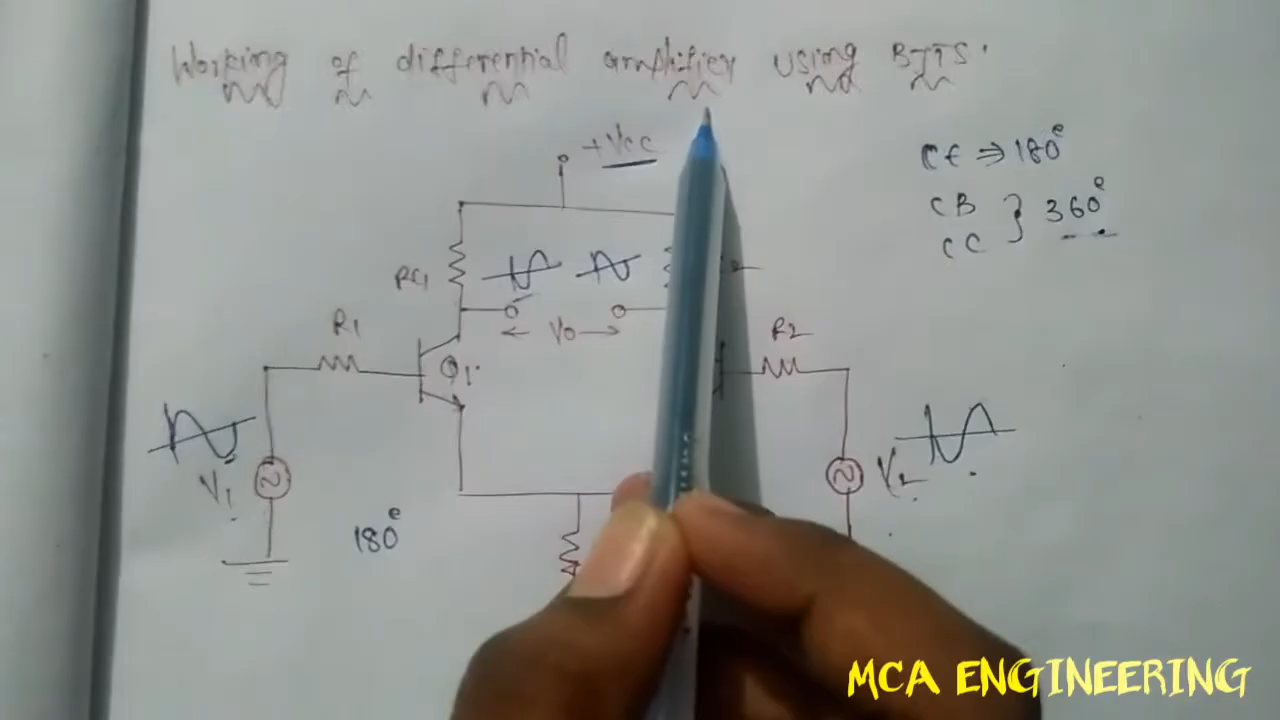 Working of differential amplifier using BJTS.
+Vcc
CE ⇒ 180°
CB } 360°
CC
RC1
R1
Vo
R2
Q1
V1
V2
180°
MCA ENGINEERING